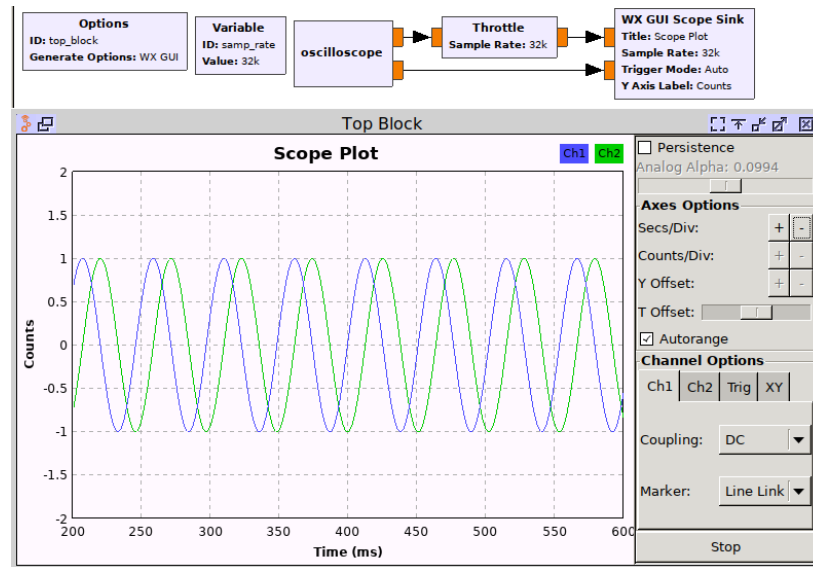 Options
ID: top_block
Generate Options: WX GUI
Variable
ID: samp_rate
Value: 32k
oscilloscope
Throttle
Sample Rate: 32k
WX GUI Scope Sink
Title: Scope Plot
Sample Rate: 32k
Trigger Mode: Auto
Y Axis Label: Counts
Top Block
Scope Plot
Ch1 Ch2
2
1.5
1
0.5
0
-0.5
-1
-1.5
-2
Counts
200 250 300 350 400 450 500 550 600
Time (ms)
Persistence
Analog Alpha: 0.0994
Axes Options
Secs/Div: + -
Counts/Div: + -
Y Offset: + -
T Offset:
Autorange
Channel Options
Ch1 Ch2 Trig XY
Coupling: DC
Marker: Line Link
Stop